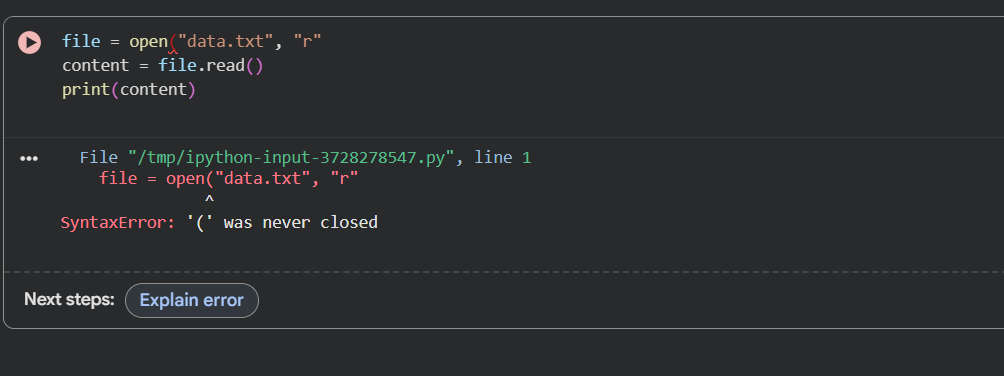 file = open("data.txt", "r"
content = file.read()
print(content)
File "/tmp/ipython-input-3728278547.py", line 1
file = open("data.txt", "r"
^
SyntaxError: '(' was never closed
Next steps: Explain error